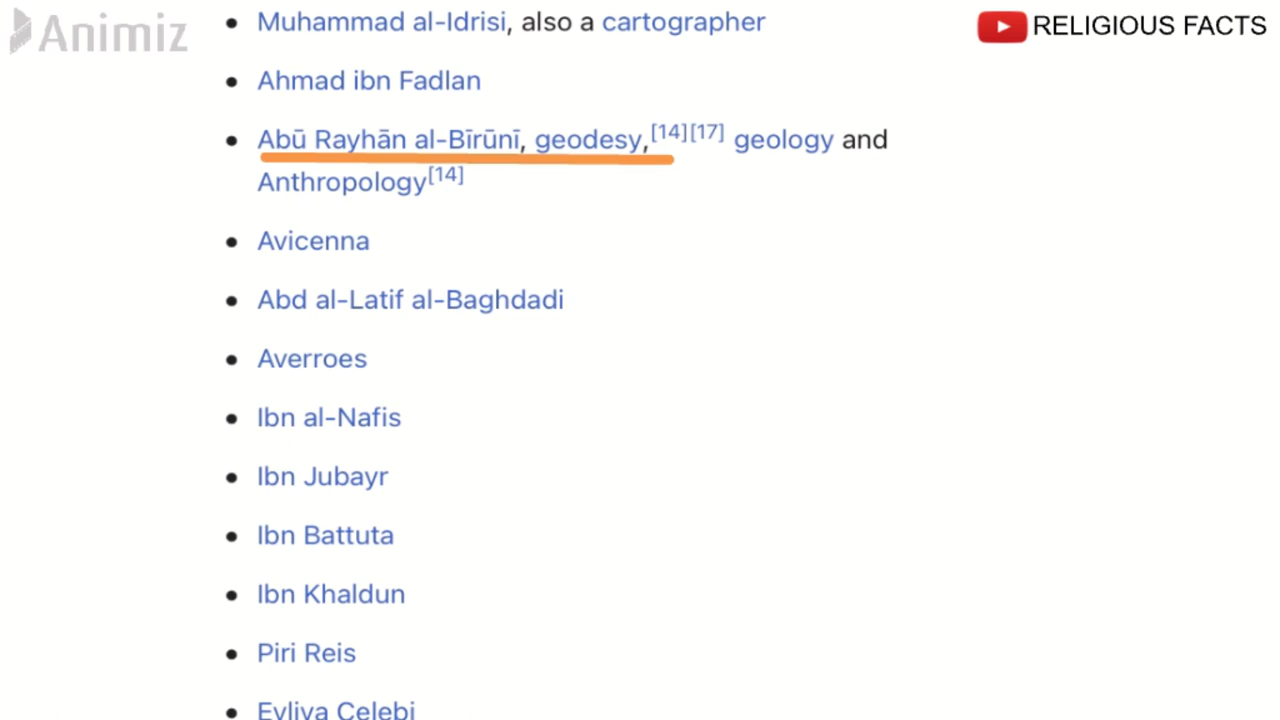 Animiz
RELIGIOUS FACTS
• Muhammad al-Idrisi, also a cartographer
• Ahmad ibn Fadlan
• Abū Rayhān al-Bīrūnī, geodesy,[14][17] geology and
Anthropology[14]
• Avicenna
• Abd al-Latif al-Baghdadi
• Averroes
• Ibn al-Nafis
• Ibn Jubayr
• Ibn Battuta
• Ibn Khaldun
• Piri Reis
• Evliya Celebi